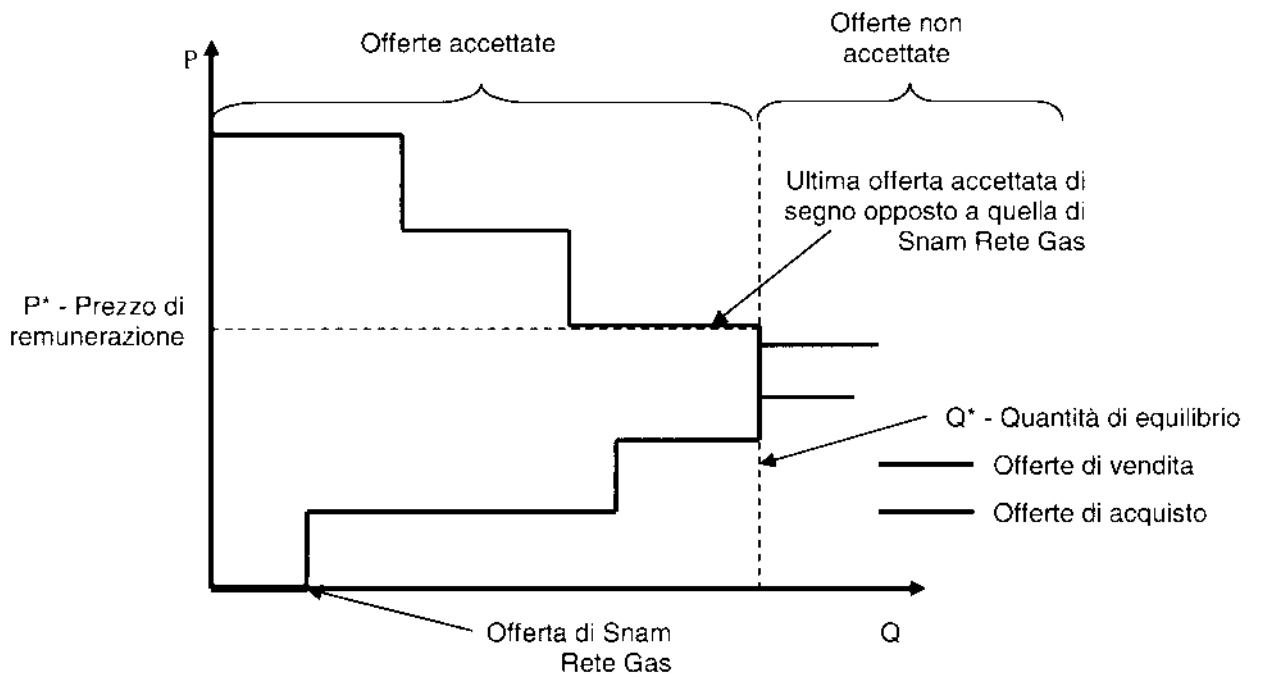 Offerte non
accettate
Offerte accettate
P
Ultima offerta accettata di
segno opposto a quella di
Snam Rete Gas
P* - Prezzo di
remunerazione
Q* - Quantità di equilibrio
Offerte di vendita
Offerte di acquisto
Offerta di Snam
Rete Gas
Q